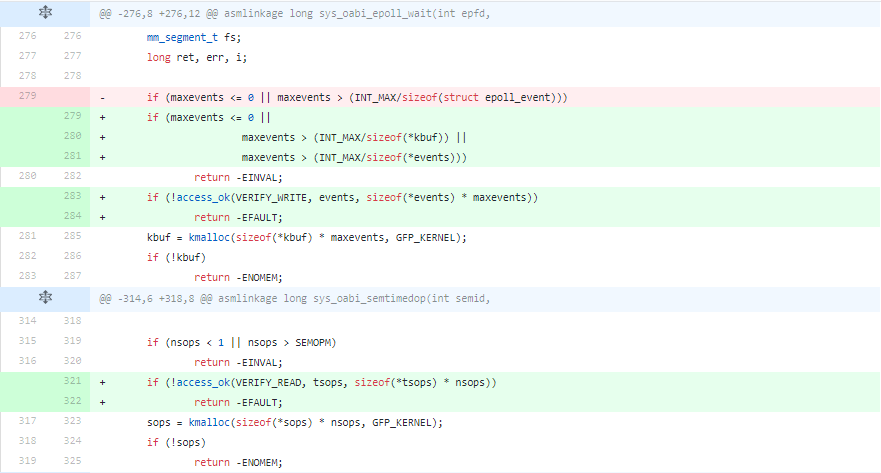 @@ -276,8 +276,12 @@ asmlinkage long sys_oabi_epoll_wait(int epfd,
276 276 mm_segment_t fs;
277 277 long ret, err, i;
278 278
279 - if (maxevents <= 0 || maxevents > (INT_MAX/sizeof(struct epoll_event)))
279 + if (maxevents <= 0 ||
280 + maxevents > (INT_MAX/sizeof(*kbuf)) ||
281 + maxevents > (INT_MAX/sizeof(*events)))
280 282 return -EINVAL;
283 + if (!access_ok(VERIFY_WRITE, events, sizeof(*events) * maxevents))
284 + return -EFAULT;
281 285 kbuf = kmalloc(sizeof(*kbuf) * maxevents, GFP_KERNEL);
282 286 if (!kbuf)
283 287 return -ENOMEM;
@@ -314,6 +318,8 @@ asmlinkage long sys_oabi_semtimedop(int semid,
314 318
315 319 if (nsops < 1 || nsops > SEMOPM)
316 320 return -EINVAL;
321 + if (!access_ok(VERIFY_READ, tsops, sizeof(*tsops) * nsops))
322 + return -EFAULT;
317 323 sops = kmalloc(sizeof(*sops) * nsops, GFP_KERNEL);
318 324 if (!sops)
319 325 return -ENOMEM;